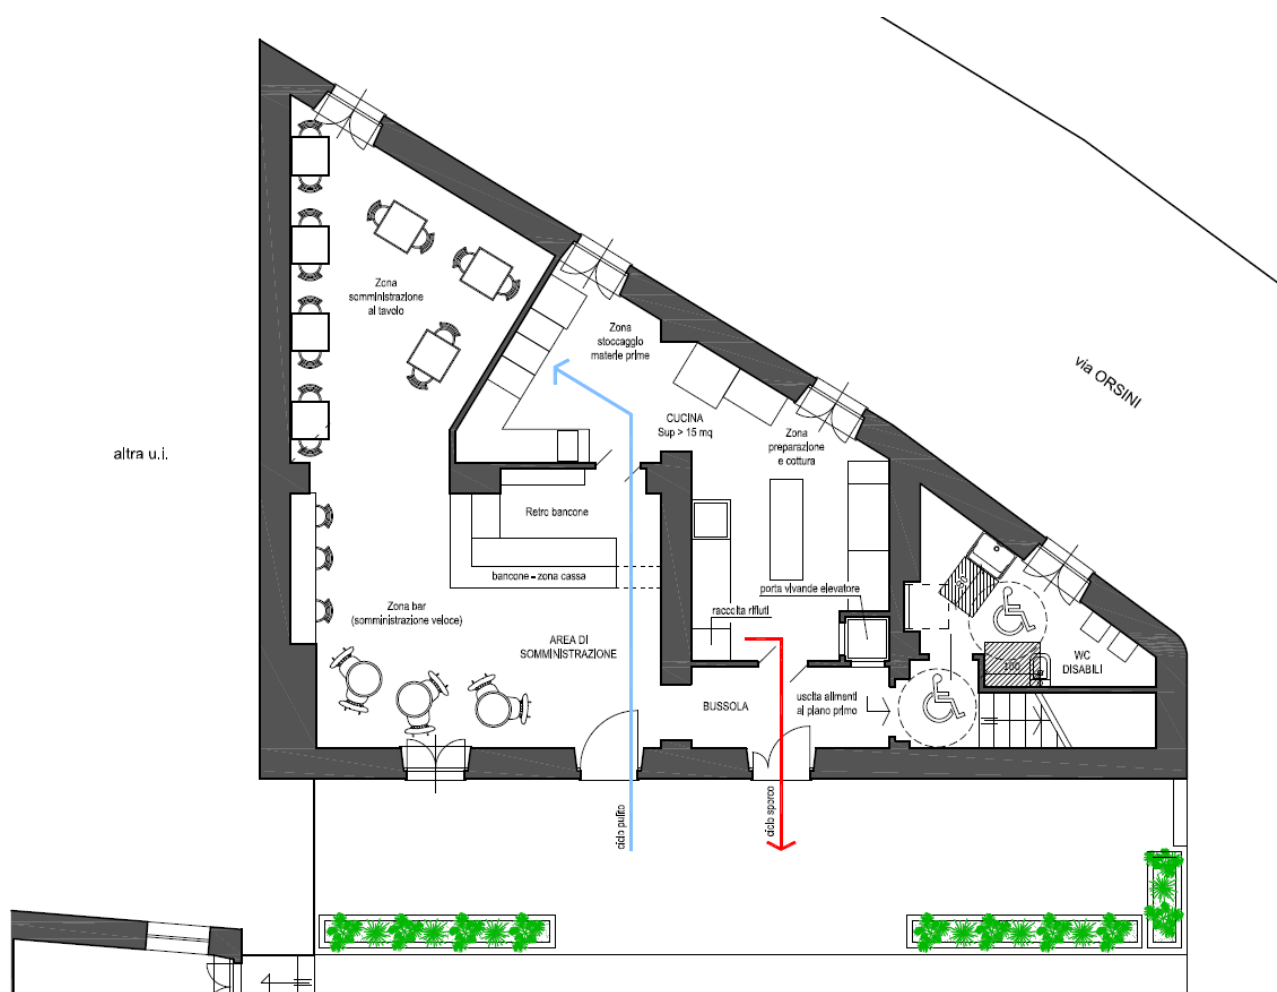 Zona
somministrazione
al tavolo
Zona
stoccaggio
materie prime
via ORSINI
CUCINA
Sup > 15 mq
Zona
preparazione
e cottura
altra u.i.
Retro bancone
bancone - zona cassa
porta vivande elevatore
raccolta rifiuti
Zona bar
(somministrazione veloce)
AREA DI
SOMMINISTRAZIONE
WC
DISABILI
100
BUSSOLA
uscita alimenti
al piano primo
ciclo pulito
ciclo sporco